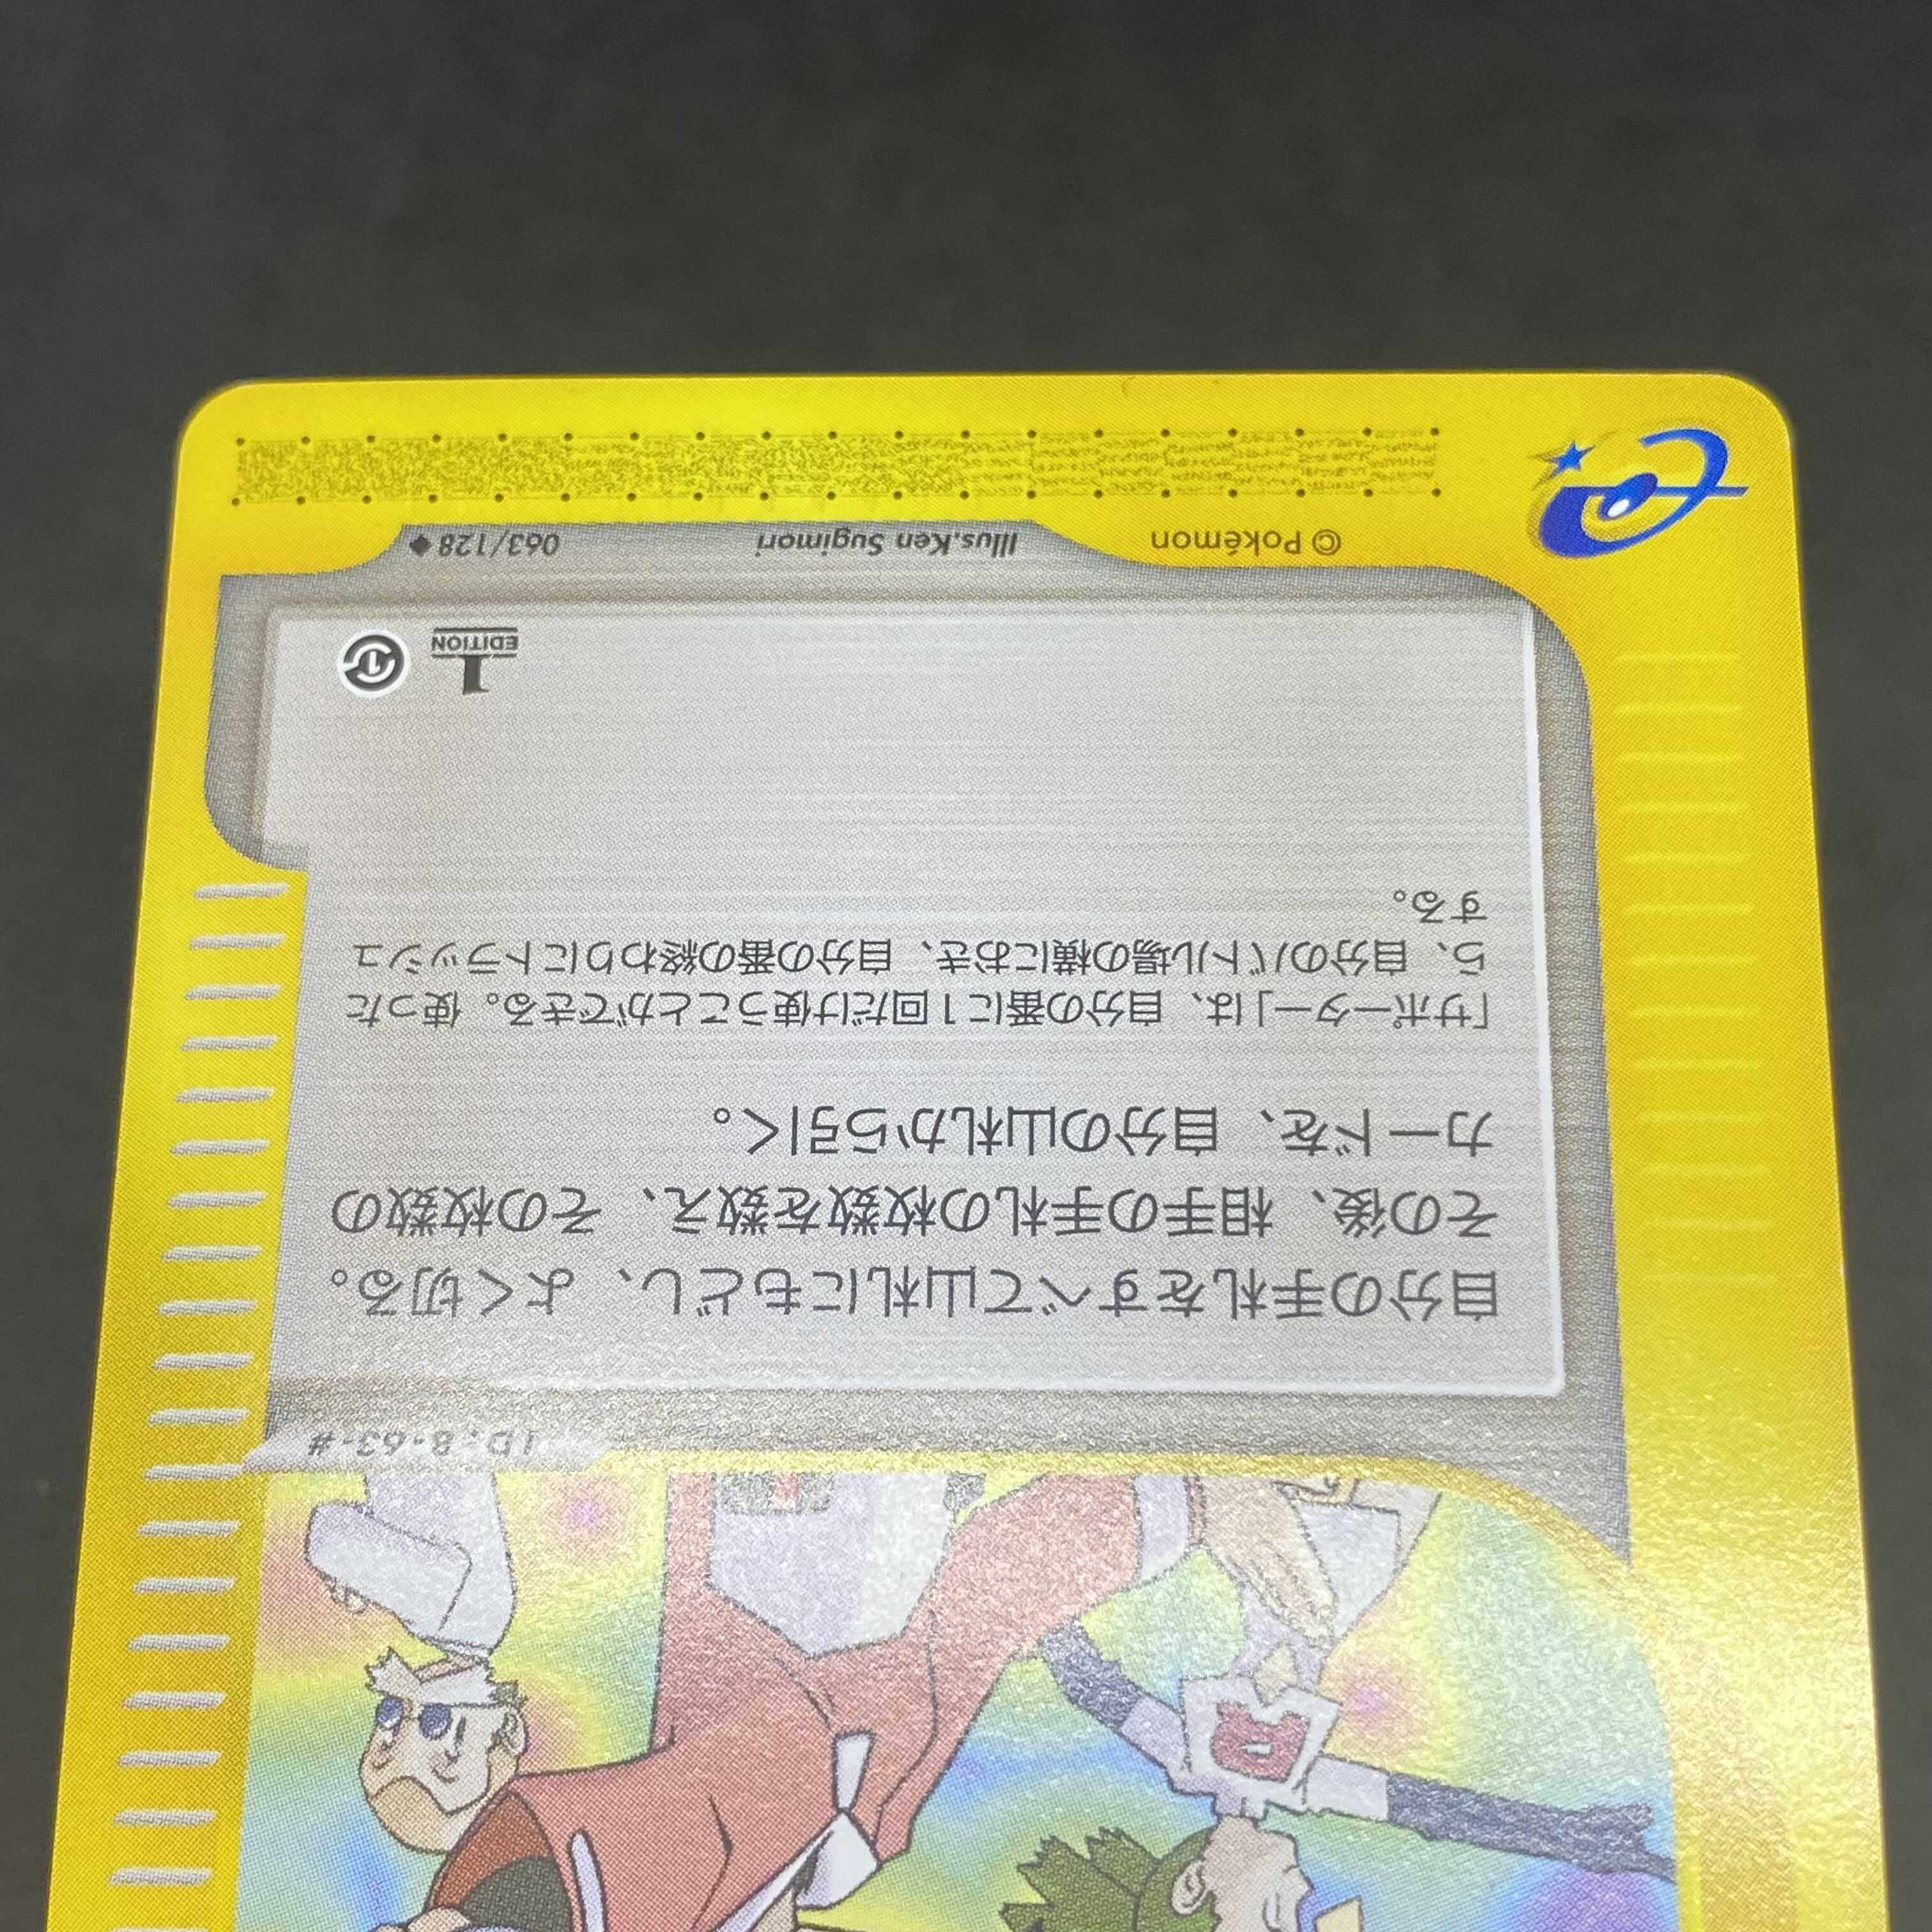 ID:B-63-#
自分の手札をすべて山札にもどし、よく切る。
その後、相手の手札の枚数を数え、その枚数の
カードを、自分の山札から引く。
「サポーター」は、自分の番に1回だけ使うことができる。使った
ら、自分のバトル場の横におき、自分の番の終わりにトラッシュ
する。
1
EDITION
1
© Pokémon Illus.Ken Sugimori 063/128 ◆